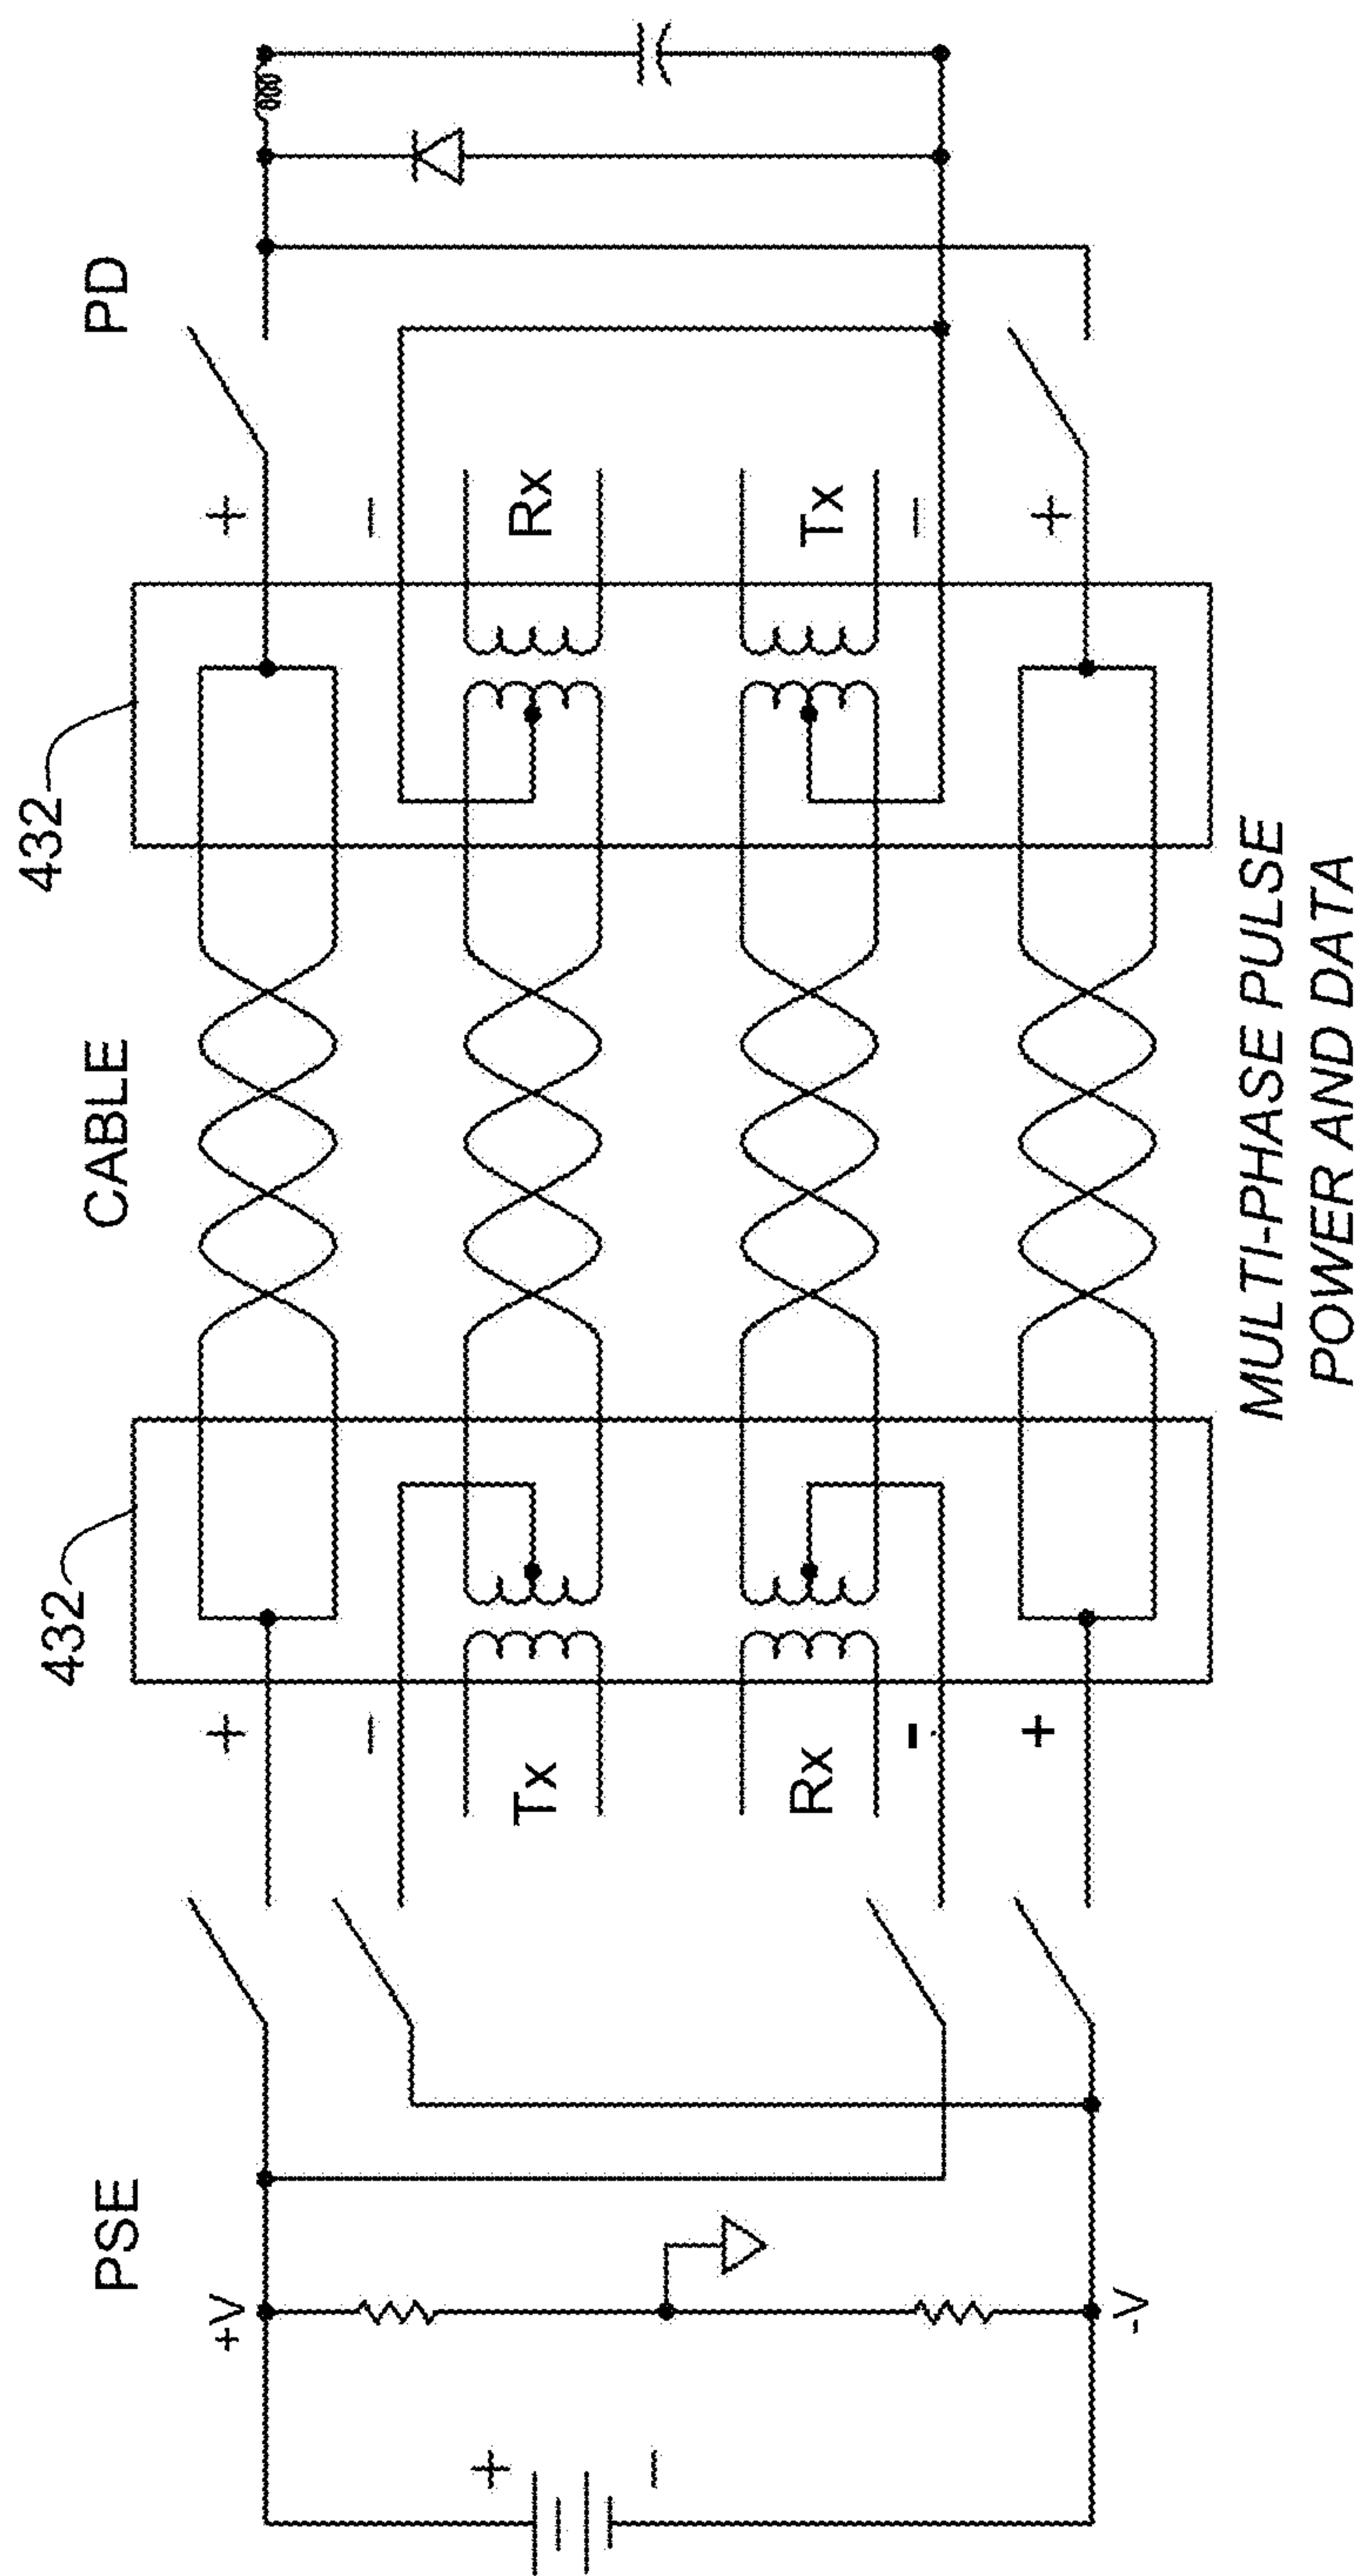 PSE
CABLE
PD
432
432
+V
-V
+
−
+
−
Tx
Rx
-
+
+
−
Rx
Tx
−
+
MULTI-PHASE PULSE
POWER AND DATA